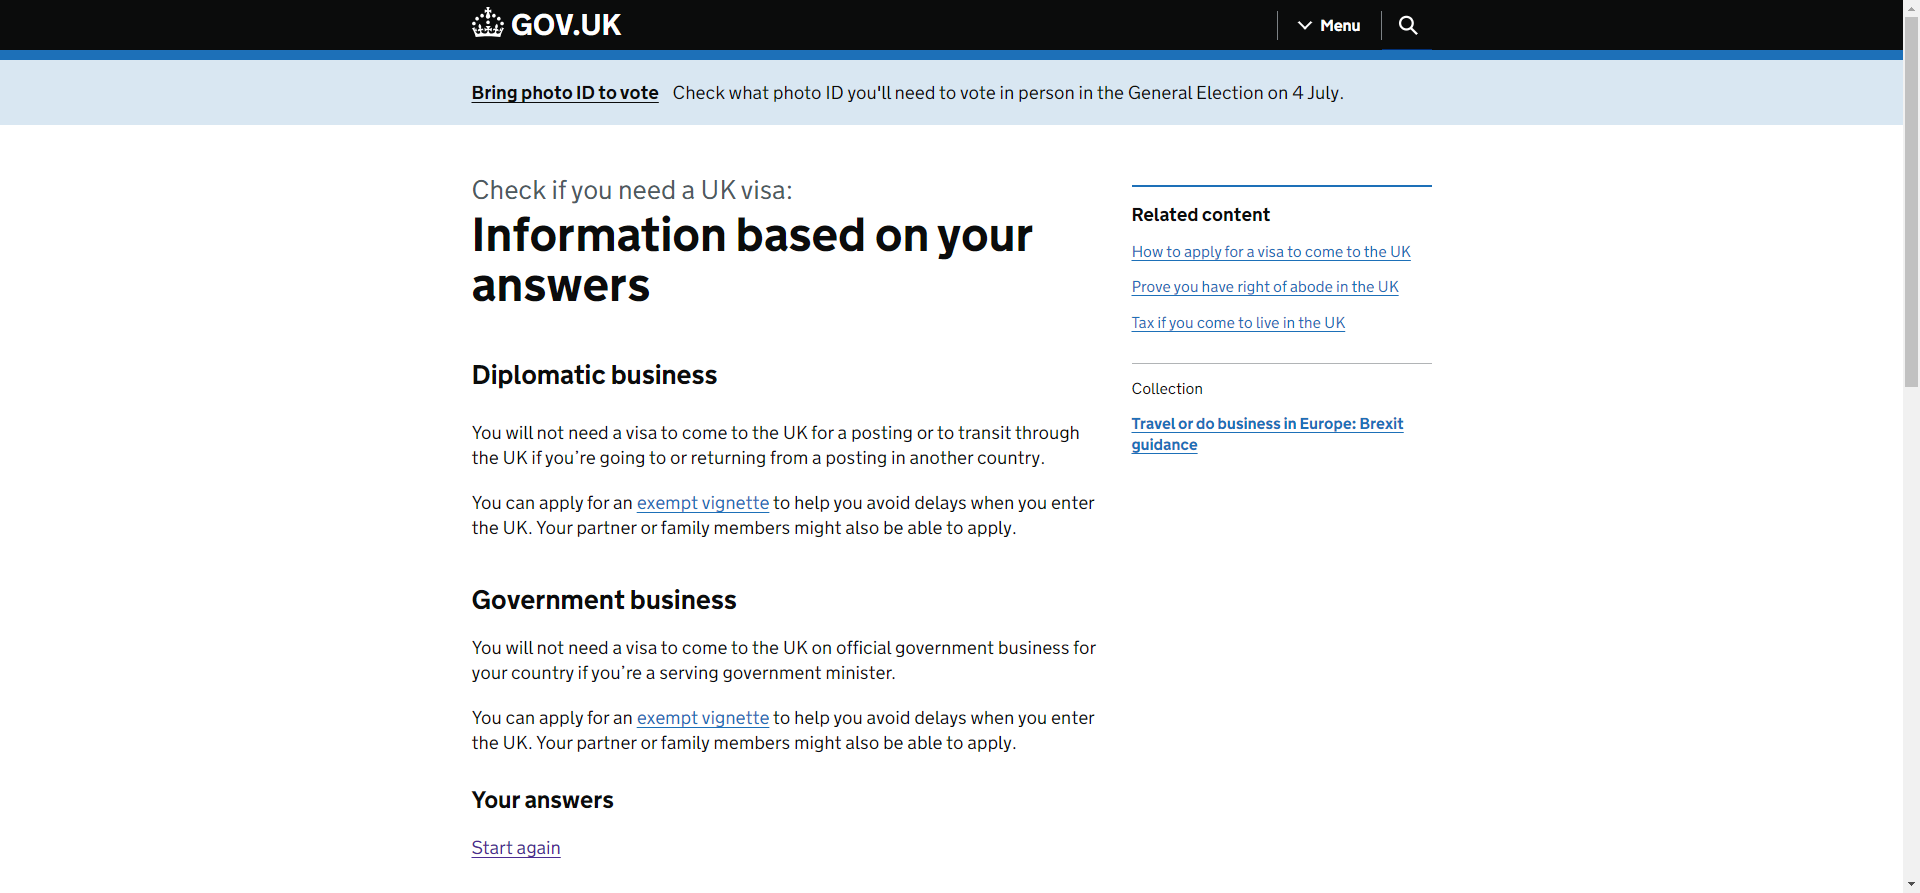 GOV.UK
Menu
Bring photo ID to vote Check what photo ID you'll need to vote in person in the General Election on 4 July.
Check if you need a UK visa:
Information based on your
answers
Diplomatic business
You will not need a visa to come to the UK for a posting or to transit through
the UK if you’re going to or returning from a posting in another country.
You can apply for an exempt vignette to help you avoid delays when you enter
the UK. Your partner or family members might also be able to apply.
Government business
You will not need a visa to come to the UK on official government business for
your country if you’re a serving government minister.
You can apply for an exempt vignette to help you avoid delays when you enter
the UK. Your partner or family members might also be able to apply.
Your answers
Start again
Related content
How to apply for a visa to come to the UK
Prove you have right of abode in the UK
Tax if you come to live in the UK
Collection
Travel or do business in Europe: Brexit
guidance